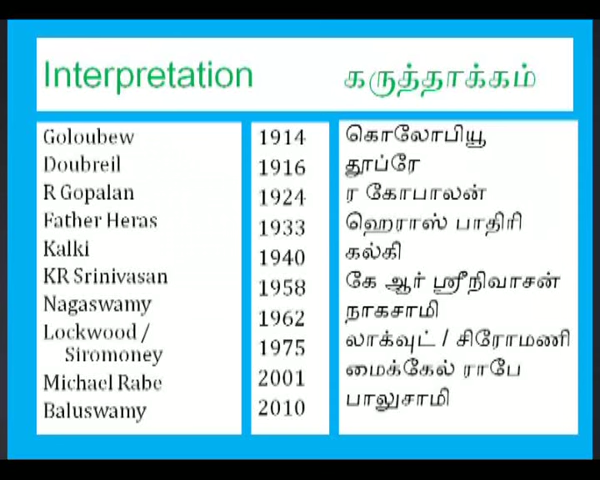 Interpretation கருத்தாக்கம்
Goloubew 1914 கொலோபியூ
Doubreil 1916 தூப்ரே
R Gopalan 1924 ர கோபாலன்
Father Heras 1933 ஹெராஸ் பாதிரி
Kalki 1940 கல்கி
KR Srinivasan 1958 கே ஆர் ஸ்ரீநிவாசன்
Nagaswamy 1962 நாகசாமி
Lockwood / 1975 லாக்வுட் / சிரோமணி
Siromoney
Michael Rabe 2001 மைக்கேல் ராபே
Baluswamy 2010 பாலுசாமி